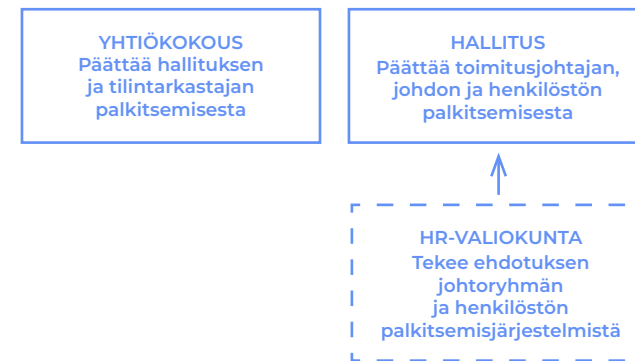 YHTIÖKOKOUS
Päättää hallituksen
ja tilintarkastajan
palkitsemisesta
HALLITUS
Päättää toimitusjohtajan,
johdon ja henkilöstön
palkitsemisesta
HR-VALIOKUNTA
Tekee ehdotuksen
johtoryhmän
ja henkilöstön
palkitsemisjärjestelmistä